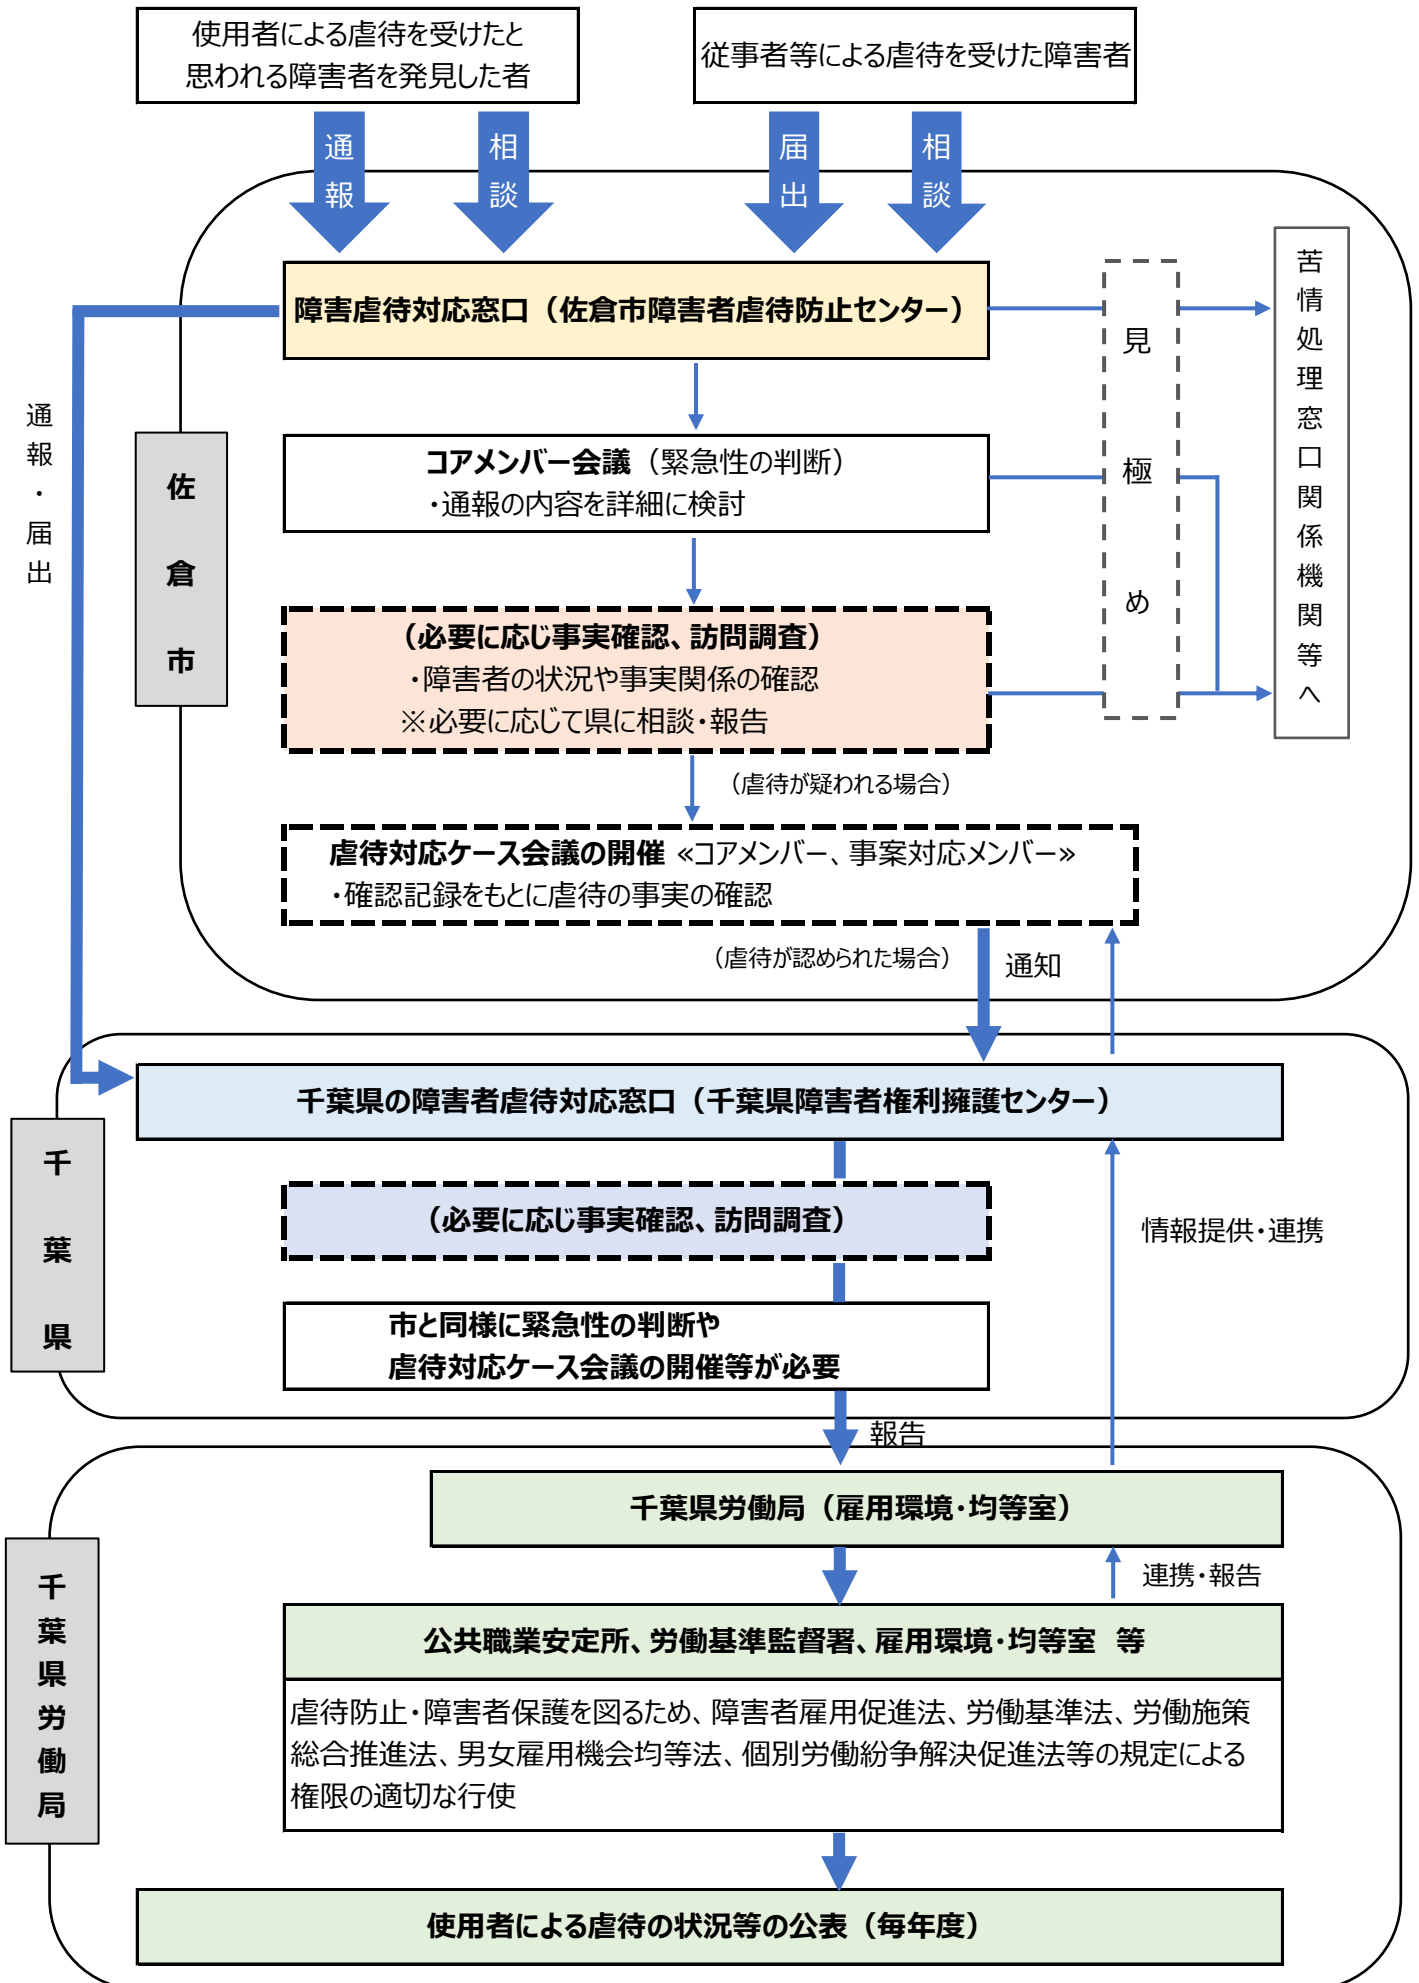 使用者による虐待を受けたと
思われる障害者を発見した者
従事者等による虐待を受けた障害者
通報
相談
届出
相談
障害虐待対応窓口（佐倉市障害者虐待防止センター）
見極め
苦情処理窓口関係機関等へ
通報・届出
佐倉市
コアメンバー会議（緊急性の判断）
・通報の内容を詳細に検討
（必要に応じ事実確認、訪問調査）
・障害者の状況や事実関係の確認
※必要に応じて県に相談・報告
（虐待が疑われる場合）
虐待対応ケース会議の開催 «コアメンバー、事案対応メンバー»
・確認記録をもとに虐待の事実の確認
（虐待が認められた場合）
通知
千葉県の障害者虐待対応窓口（千葉県障害者権利擁護センター）
千葉県
（必要に応じ事実確認、訪問調査）
情報提供・連携
市と同様に緊急性の判断や
虐待対応ケース会議の開催等が必要
報告
千葉県労働局（雇用環境・均等室）
千葉県労働局
連携・報告
公共職業安定所、労働基準監督署、雇用環境・均等室 等
虐待防止・障害者保護を図るため、障害者雇用促進法、労働基準法、労働施策
総合推進法、男女雇用機会均等法、個別労働紛争解決促進法等の規定による
権限の適切な行使
使用者による虐待の状況等の公表（毎年度）